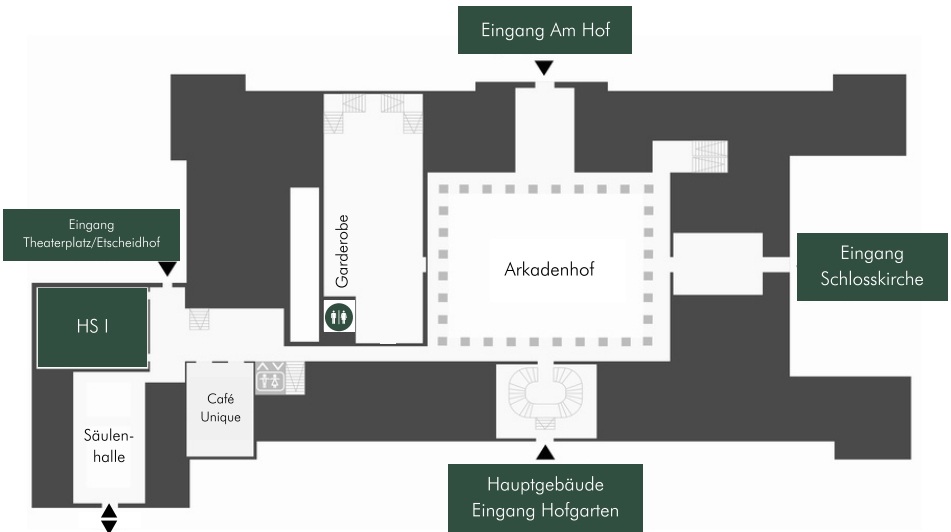 Eingang Am Hof
Eingang
Theaterplatz/Etscheidhof
Garderobe
Arkadenhof
Eingang
Schlosskirche
HS I
Café
Unique
Säulen-
halle
Hauptgebäude
Eingang Hofgarten